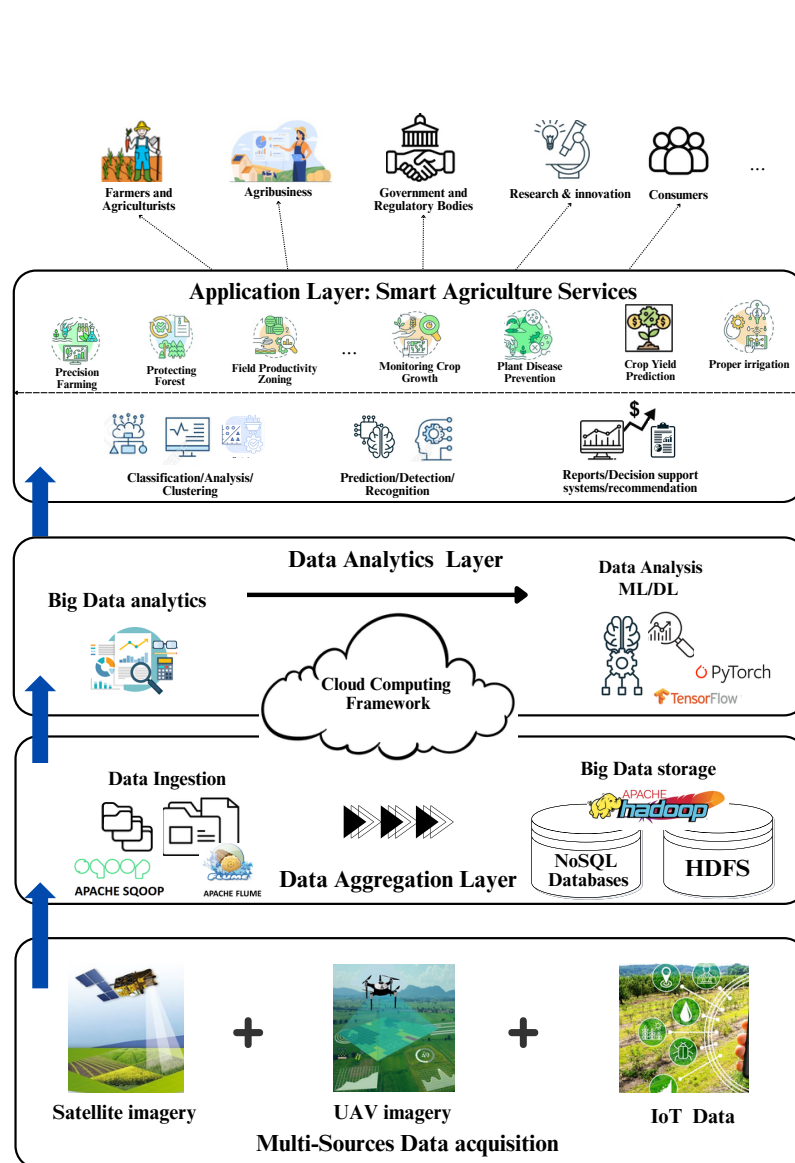 Farmers and
Agriculturists
Agribusiness
Government and
Regulatory Bodies
Research & innovation
Consumers
...
Application Layer: Smart Agriculture Services
Precision
Farming
Protecting
Forest
Field Productivity
Zoning
...
Monitoring Crop
Growth
Plant Disease
Prevention
Crop Yield
Prediction
Proper irrigation
Classification/Analysis/
Clustering
Prediction/Detection/
Recognition
$
Reports/Decision support
systems/recommendation
Data Analytics Layer
Big Data analytics
Data Analysis
ML/DL
PyTorch
TensorFlow
Cloud Computing
Framework
Data Ingestion
sqoop
APACHE SQOOP
FLUME
APACHE FLUME
Data Aggregation Layer
Big Data storage
APACHE
hadoop
NoSQL
Databases
HDFS
+
+
Satellite imagery
UAV imagery
IoT Data
Multi-Sources Data acquisition